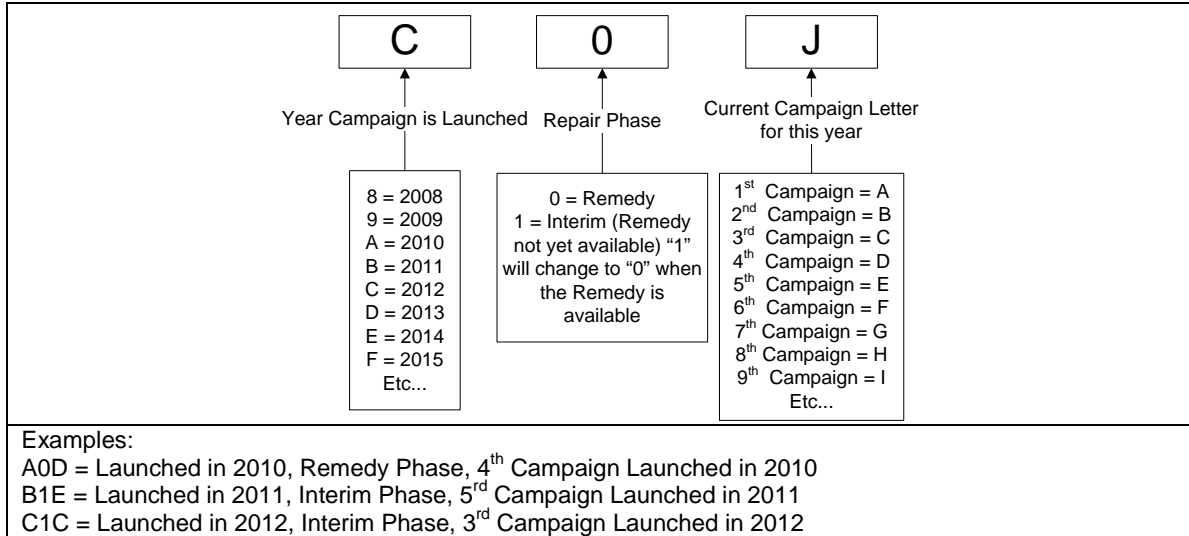 C 0 J
Year Campaign is Launched
Repair Phase
Current Campaign Letter
for this year
8 = 2008
9 = 2009
A = 2010
B = 2011
C = 2012
D = 2013
E = 2014
F = 2015
Etc...
0 = Remedy
1 = Interim (Remedy
not yet available) “1”
will change to “0” when
the Remedy is
available
1st Campaign = A
2nd Campaign = B
3rd Campaign = C
4th Campaign = D
5th Campaign = E
6th Campaign = F
7th Campaign = G
8th Campaign = H
9th Campaign = I
Etc...
Examples:
A0D = Launched in 2010, Remedy Phase, 4th Campaign Launched in 2010
B1E = Launched in 2011, Interim Phase, 5rd Campaign Launched in 2011
C1C = Launched in 2012, Interim Phase, 3rd Campaign Launched in 2012